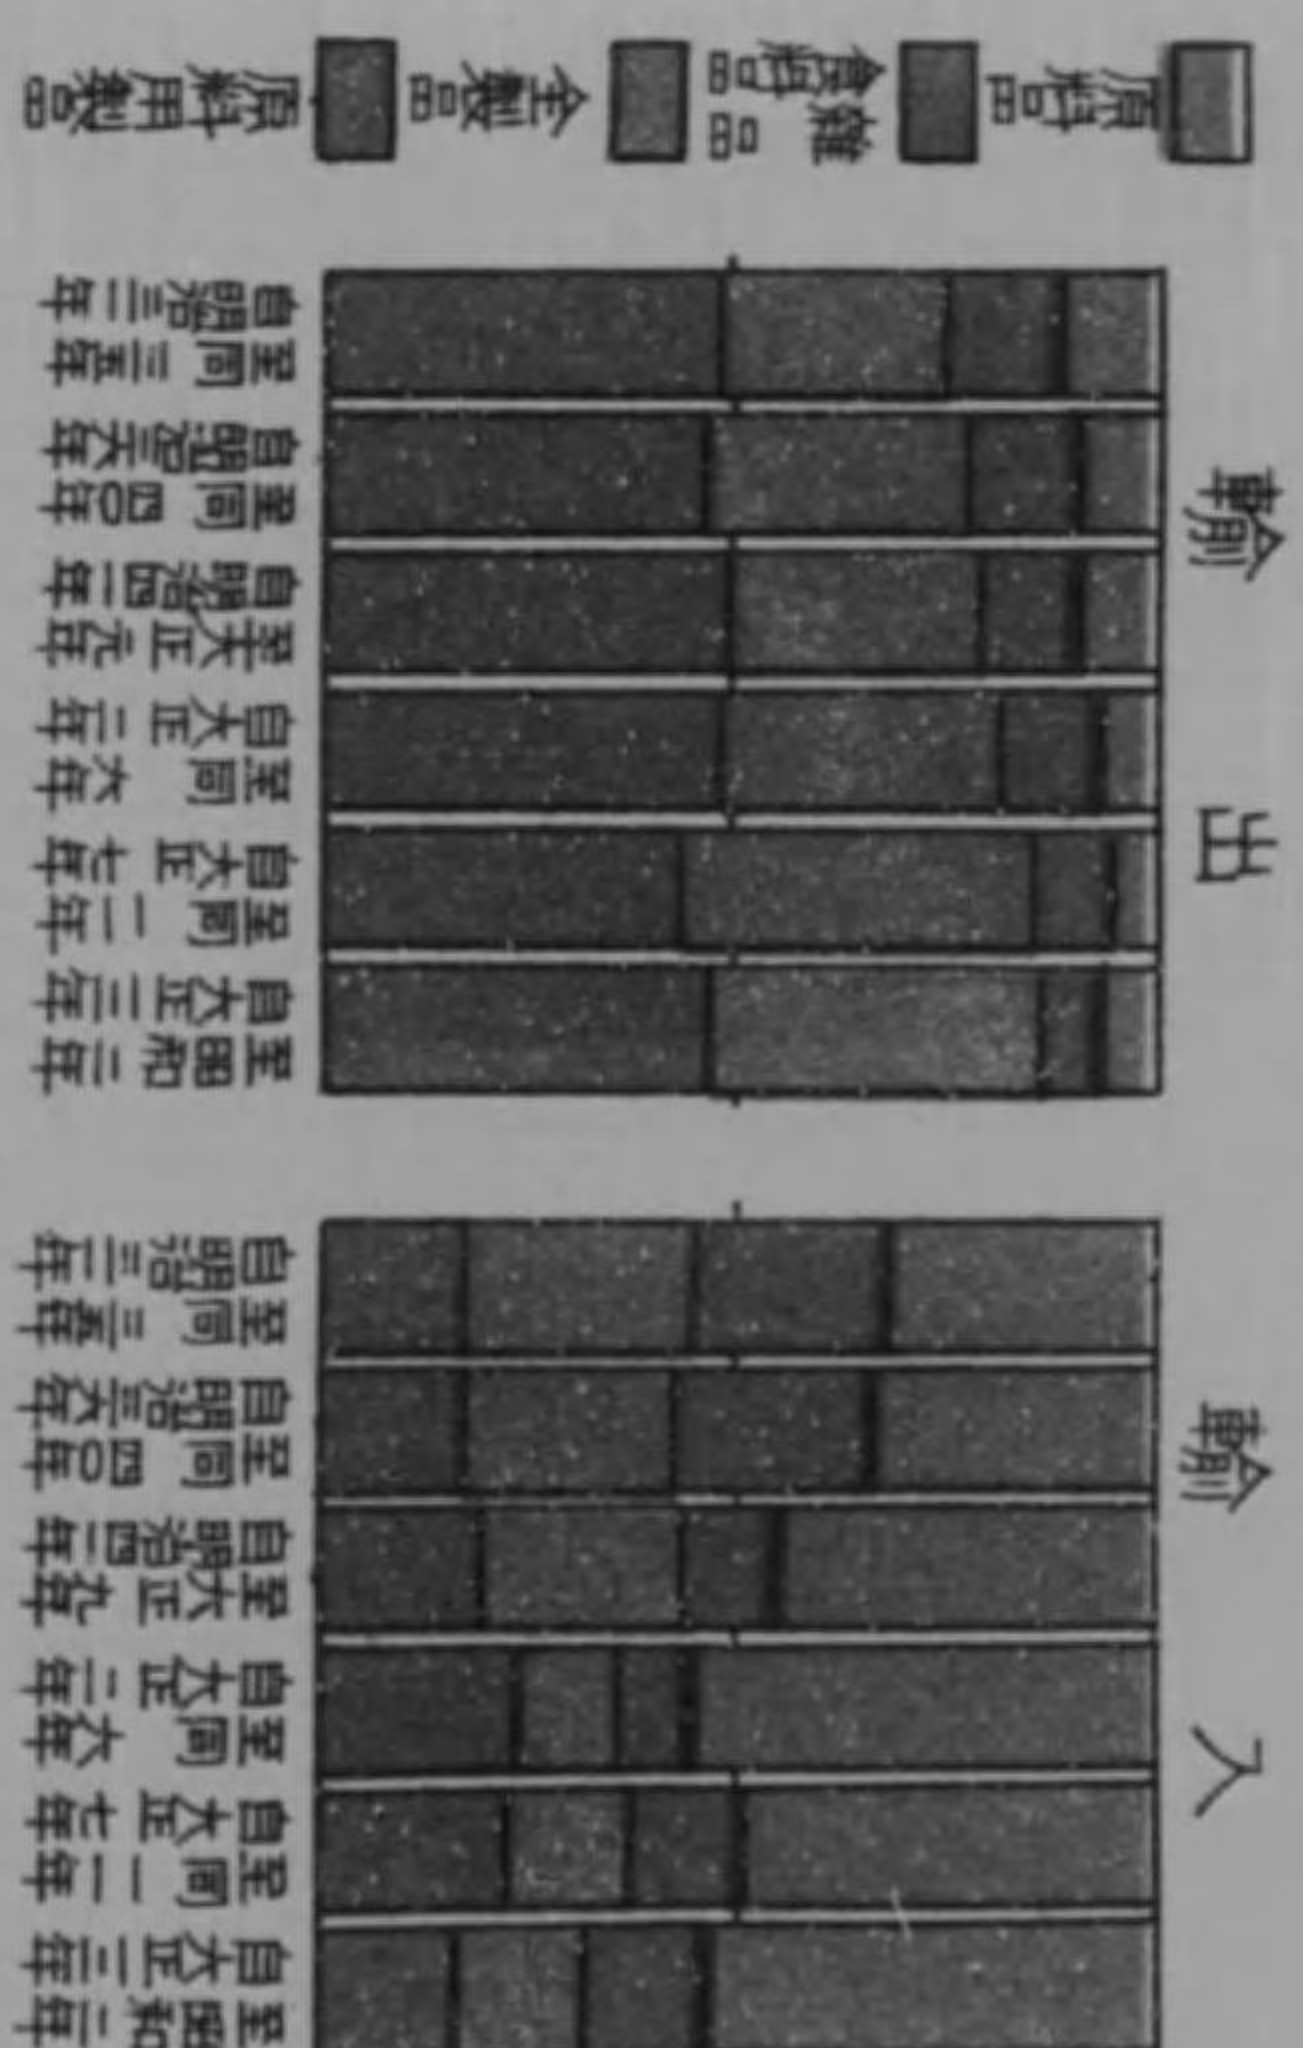 原料品
食料品
雜品
全製品
原料用製品
輸出
自明治三一年
至同三五年
自明治三六年
至同四〇年
自明治四一年
至大正元年
自大正二年
至同六年
自大正七年
至同一一年
自大正一二年
至昭和二年
輸入
自明治三一年
至同三五年
自明治三六年
至同四〇年
自明治四一年
至大正元年
自大正二年
至同六年
自大正七年
至同一一年
自大正一二年
至昭和二年